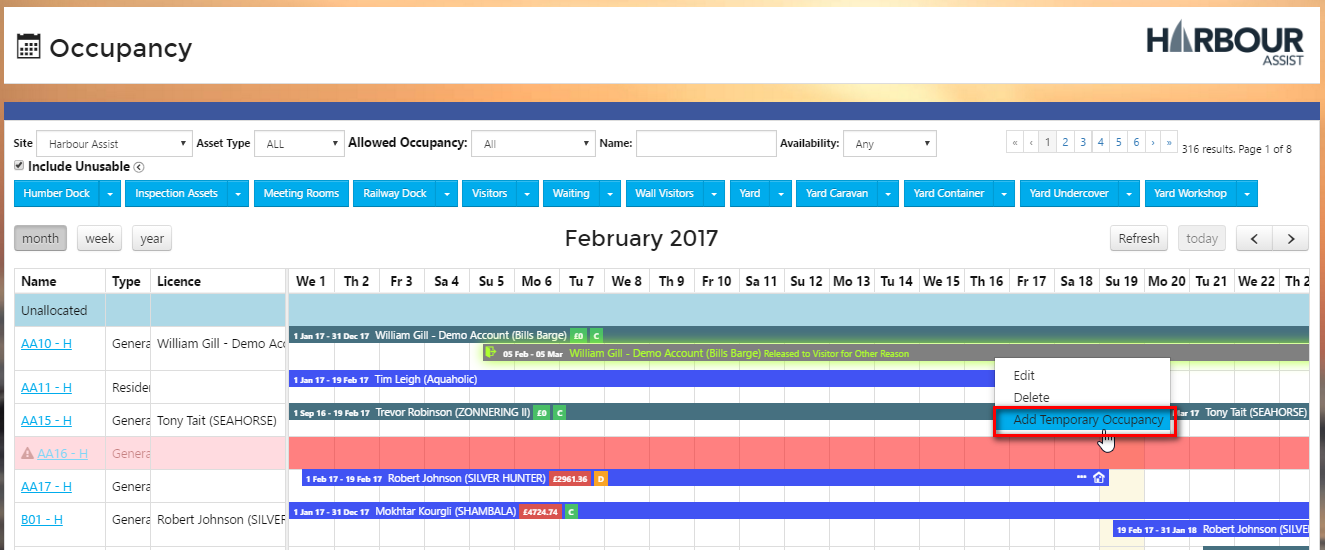 Occupancy
HARBOUR
ASSIST
Site Harbour Assist Asset Type ALL Allowed Occupancy: All Name: Availability: Any « ‹ 1 2 3 4 5 6 › » 316 results. Page 1 of 8
Include Unusable
Humber Dock Inspection Assets Meeting Rooms Railway Dock Visitors Waiting Wall Visitors Yard Yard Caravan Yard Container Yard Undercover Yard Workshop
month week year February 2017 Refresh today
Name Type Licence We 1 Th 2 Fr 3 Sa 4 Su 5 Mo 6 Tu 7 We 8 Th 9 Fr 10 Sa 11 Su 12 Mo 13 Tu 14 We 15 Th 16 Fr 17 Sa 18 Su 19 Mo 20 Tu 21 We 22 Th 2
Unallocated
1 Jan 17 - 31 Dec 17 William Gill - Demo Account (Bills Barge) £0 C
AA10 - H Genera William Gill - Demo Acc
05 Feb - 05 Mar William Gill - Demo Account (Bills Barge) Released to Visitor for Other Reason
1 Jan 17 - 19 Feb 17 Tim Leigh (Aquaholic)
AA11 - H Resider
Edit
Delete
1 Sep 16 - 19 Feb 17 Trevor Robinson (ZONNERING II) £0 C Mar 17 Tony Tait (SEAHORSE)
AA15 - H Genera Tony Tait (SEAHORSE)
Add Temporary Occupancy
AA16 - H Genera
1 Feb 17 - 19 Feb 17 Robert Johnson (SILVER HUNTER) £2961.36 D
AA17 - H Genera
1 Jan 17 - 31 Dec 17 Mokhtar Kourgli (SHAMBALA) £4724.74 C
B01 - H Genera Robert Johnson (SILVER
19 Feb 17 - 31 Jan 18 Robert Johnson (SILVE